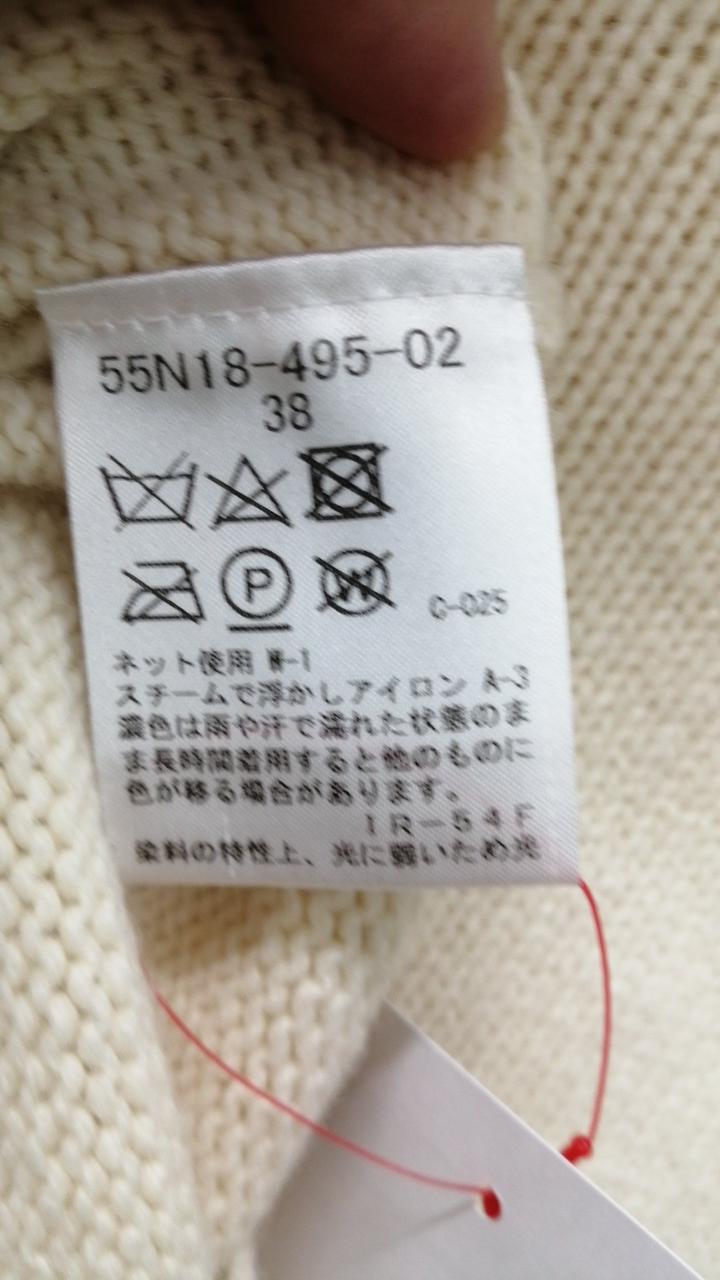 55N18-495-02
38
P
W
C-025
ネット使用 W-1
スチームで浮かしアイロン A-3
濃色は雨や汗で濡れた状態のま
ま長時間着用すると他のものに
色が移る場合があります。
IR-54F
染料の特性上、光に弱いため光